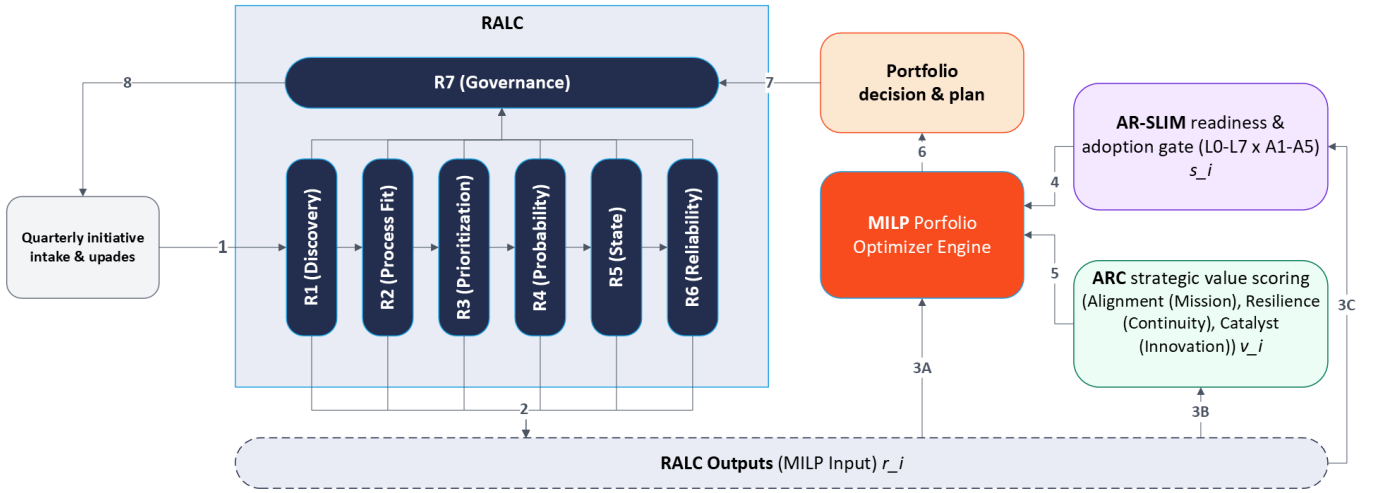 RALC
R7 (Governance)
8
7
Portfolio
decision & plan
AR-SLIM readiness &
adoption gate (L0-L7 x A1-A5)
s_i
6
4
R1 (Discovery)
R2 (Process Fit)
R3 (Prioritization)
R4 (Probability)
R5 (State)
R6 (Reliability)
Quarterly initiative
intake & upades
1
MILP Porfolio
Optimizer Engine
5
ARC strategic value scoring
(Alignment (Mission), Resilience
(Continuity), Catalyst
(Innovation)) v_i
3C
3A
3B
2
RALC Outputs (MILP Input) r_i